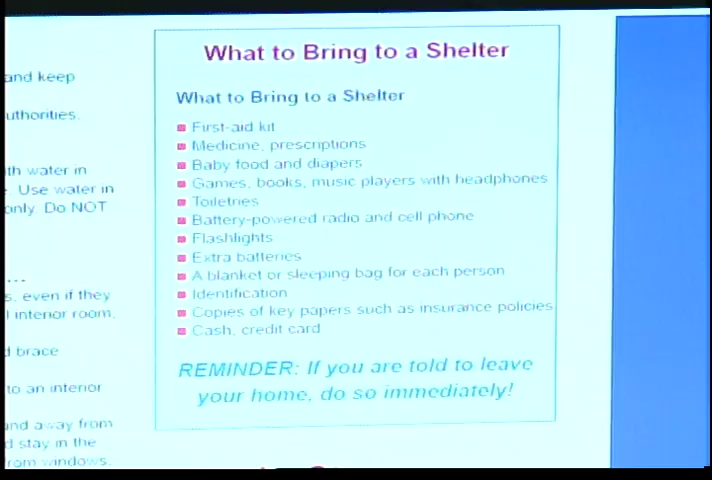 and keep
uthorities.
ith water in
Use water in
only. Do NOT
...
s, even if they
l interior room,
d brace
to an interior
and away from
d stay in the
rom windows.
What to Bring to a Shelter
What to Bring to a Shelter
First-aid kit
Medicine, prescriptions
Baby food and diapers
Games, books, music players with headphones
Toiletries
Battery-powered radio and cell phone
Flashlights
Extra batteries
A blanket or sleeping bag for each person
Identification
Copies of key papers such as insurance policies
Cash, credit card
REMINDER: If you are told to leave
your home, do so immediately!